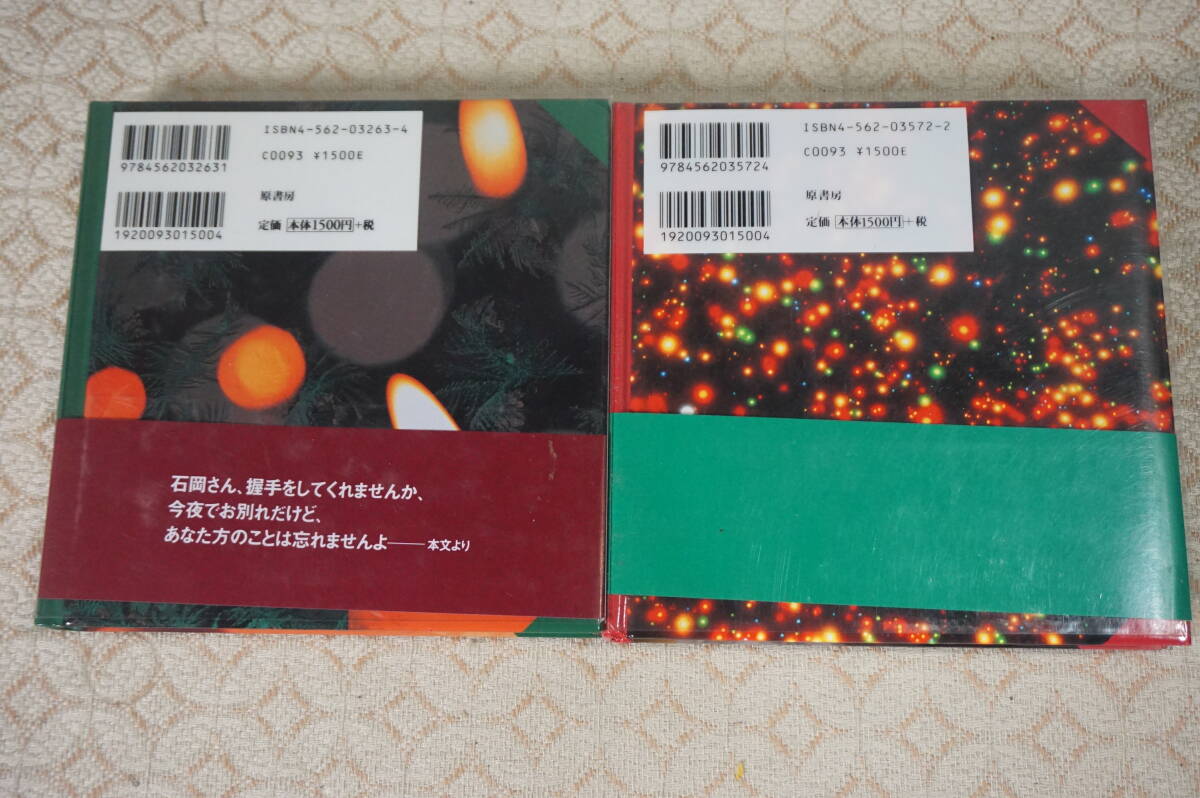 ISBN4-562-03263-4
9784562032631
C0093 ¥1500E
原書房
1920093015004
定価 本体1500円+税
石岡さん、握手をしてくれませんか、
今夜でお別れだけど、
あなた方のことは忘れませんよ――本文より
ISBN4-562-03572-2
9784562035724
C0093 ¥1500E
原書房
1920093015004
定価 本体1500円+税